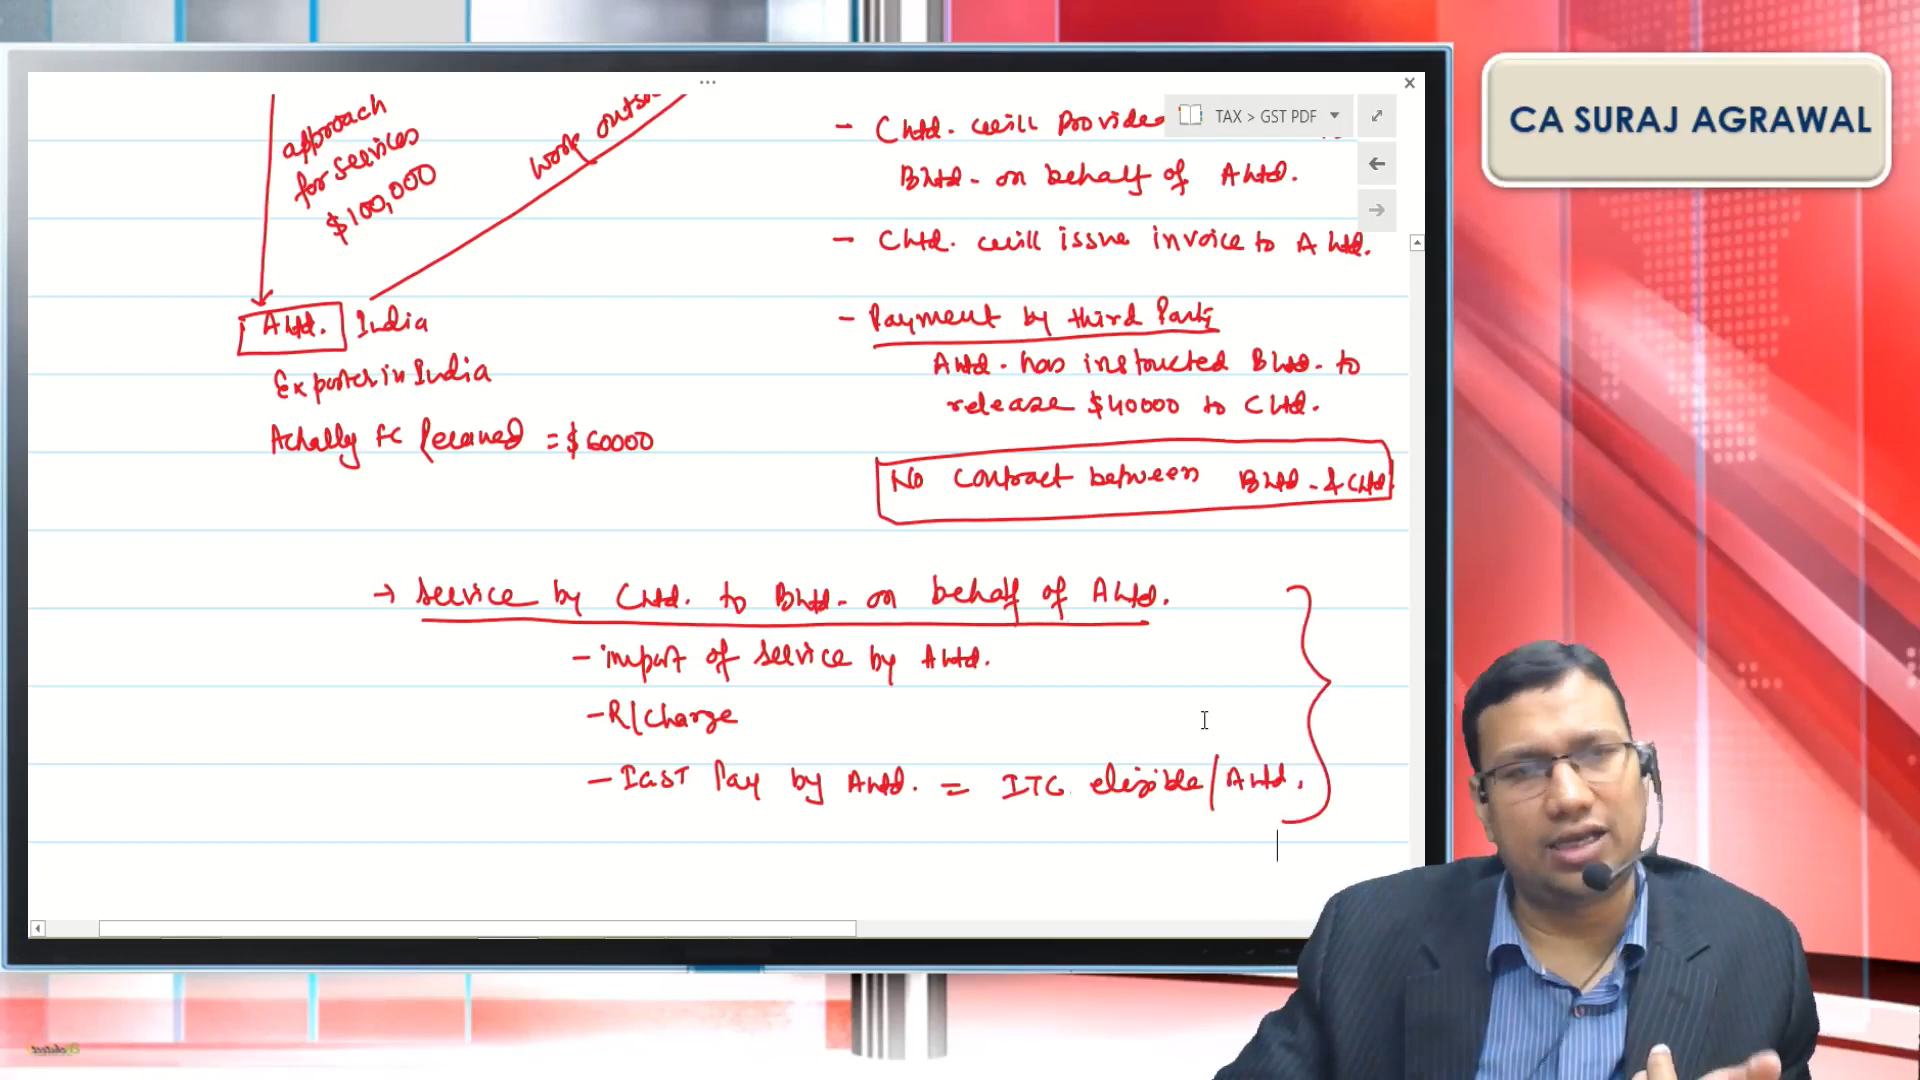 CA SURAJ AGRAWAL
TAX > GST PDF
approach
for services
$100,000
work
A Ltd. India
Exporter in India
Actually FC Received = $60000
- C Ltd. will Provide
B Ltd. on behalf of A Ltd.
- C Ltd. will issue invoice to A Ltd.
- Payment by third Party
A Ltd. has instructed B Ltd. to
release $40000 to C Ltd.
No contract between B Ltd. & C Ltd.
→ Service by C Ltd. to B Ltd. on behalf of A Ltd.
- import of service by A Ltd.
- R/Charge
- IGST Pay by A Ltd. = ITC eligible/A Ltd.